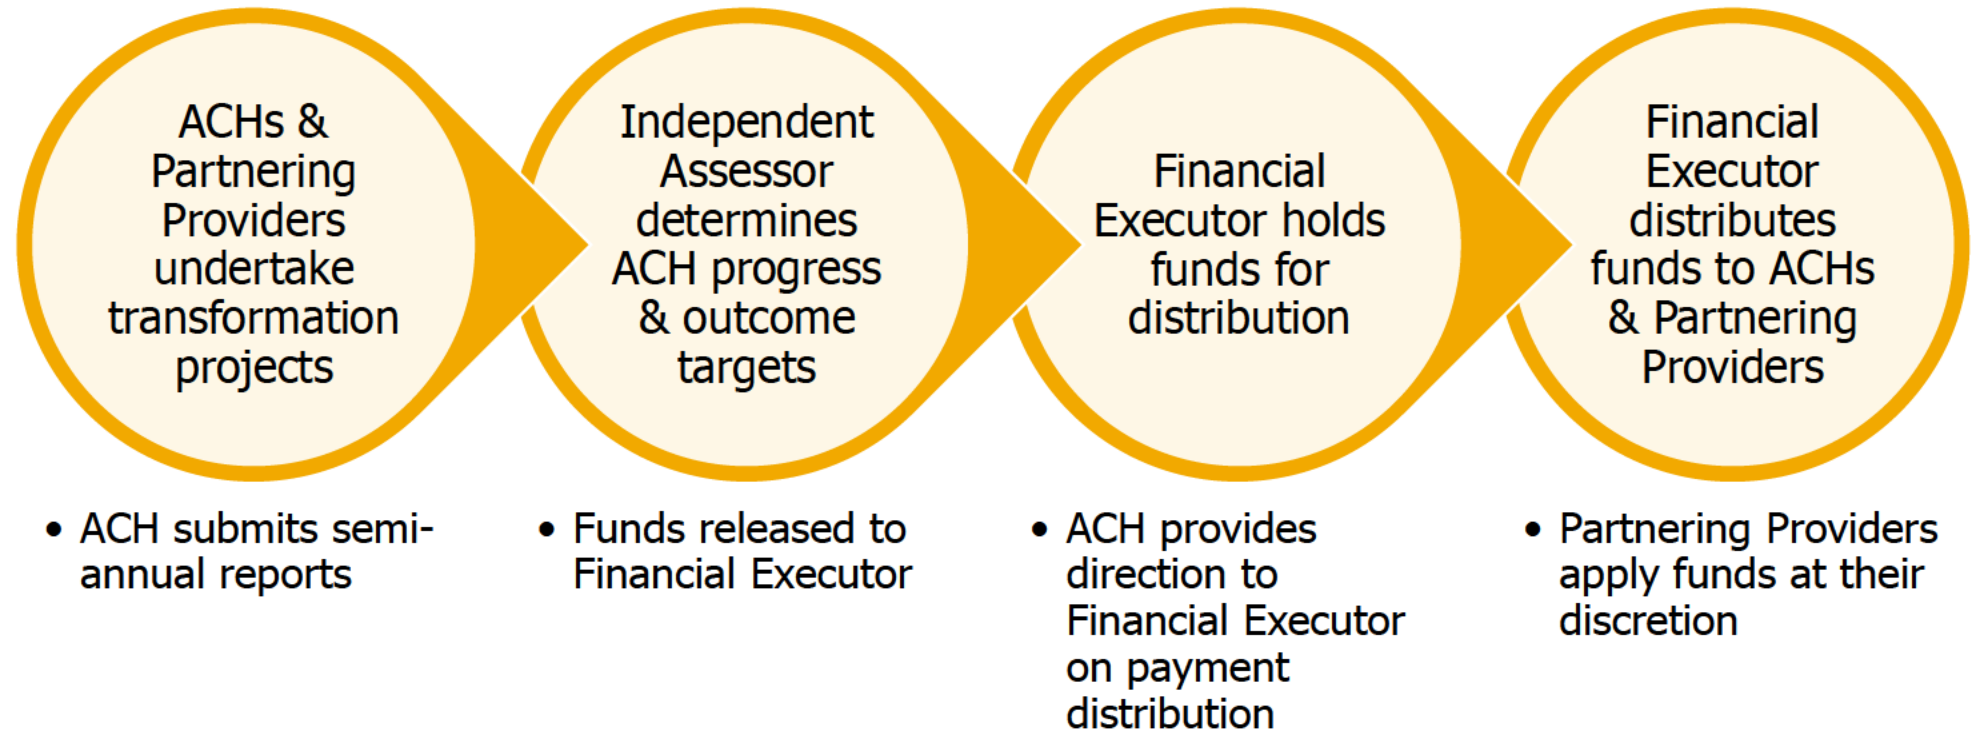 ACHs &
Partnering
Providers
undertake
transformation
projects
Independent
Assessor
determines
ACH progress
& outcome
targets
Financial
Executor holds
funds for
distribution
Financial
Executor
distributes
funds to ACHs
& Partnering
Providers
• ACH submits semi-
annual reports
• Funds released to
Financial Executor
• ACH provides
direction to
Financial Executor
on payment
distribution
• Partnering Providers
apply funds at their
discretion